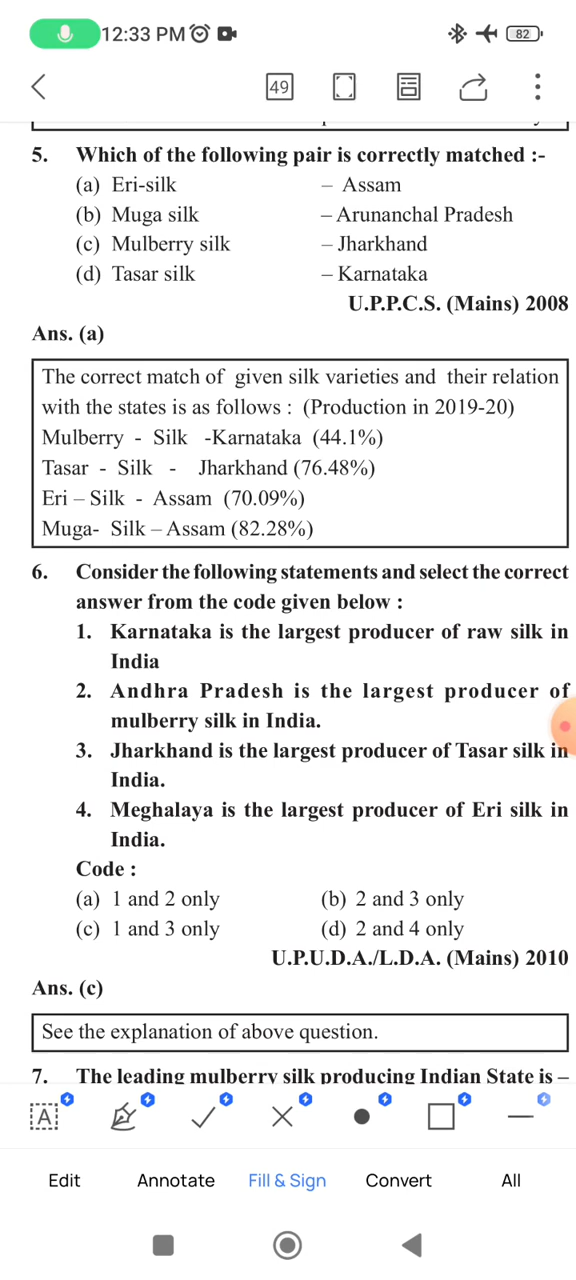 12:33 PM
82
49
5. Which of the following pair is correctly matched :-
(a) Eri-silk – Assam
(b) Muga silk – Arunanchal Pradesh
(c) Mulberry silk – Jharkhand
(d) Tasar silk – Karnataka
U.P.P.C.S. (Mains) 2008
Ans. (a)
The correct match of given silk varieties and their relation
with the states is as follows : (Production in 2019-20)
Mulberry - Silk -Karnataka (44.1%)
Tasar - Silk - Jharkhand (76.48%)
Eri – Silk - Assam (70.09%)
Muga- Silk – Assam (82.28%)
6. Consider the following statements and select the correct
answer from the code given below :
1. Karnataka is the largest producer of raw silk in
India
2. Andhra Pradesh is the largest producer of
mulberry silk in India.
3. Jharkhand is the largest producer of Tasar silk in
India.
4. Meghalaya is the largest producer of Eri silk in
India.
Code :
(a) 1 and 2 only (b) 2 and 3 only
(c) 1 and 3 only (d) 2 and 4 only
U.P.U.D.A./L.D.A. (Mains) 2010
Ans. (c)
See the explanation of above question.
7. The leading mulberry silk producing Indian State is –
A
Edit Annotate Fill & Sign Convert All